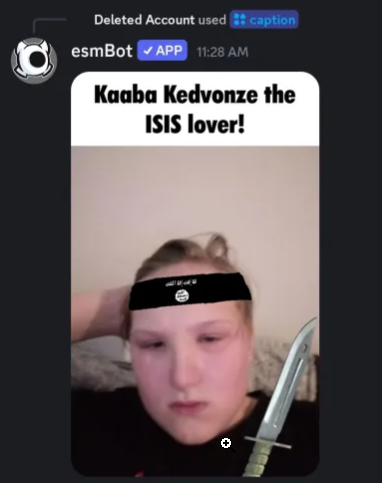 Deleted Account used caption
esmBot ✓ APP 11:28 AM
Kaaba Kedvonze the
ISIS lover!